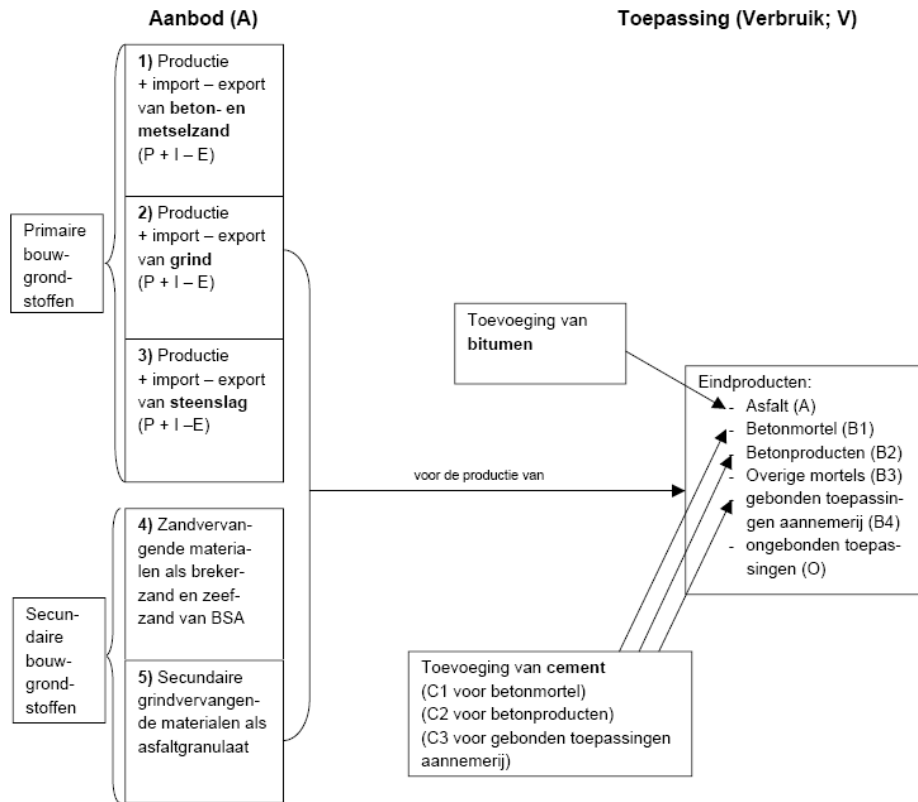 Aanbod (A)
Toepassing (Verbruik; V)
Primaire
bouw-
grond-
stoffen
1) Productie
+ import – export
van beton- en
metselzand
(P + I – E)
2) Productie
+ import – export
van grind
(P + I – E)
3) Productie
+ import – export
van steenslag
(P + I –E)
Secun-
daire
bouw-
grond-
stoffen
4) Zandvervan-
gende materia-
len als breker-
zand en zeef-
zand van BSA
5) Secundaire
grindvervangen-
de materialen als
asfaltgranulaat
voor de productie van
Toevoeging van
bitumen
Eindproducten:
- Asfalt (A)
- Betonmortel (B1)
- Betonproducten (B2)
- Overige mortels (B3)
- gebonden toepassin-
gen aannemerij (B4)
- ongebonden toepas-
singen (O)
Toevoeging van cement
(C1 voor betonmortel)
(C2 voor betonproducten)
(C3 voor gebonden toepassingen
aannemerij)